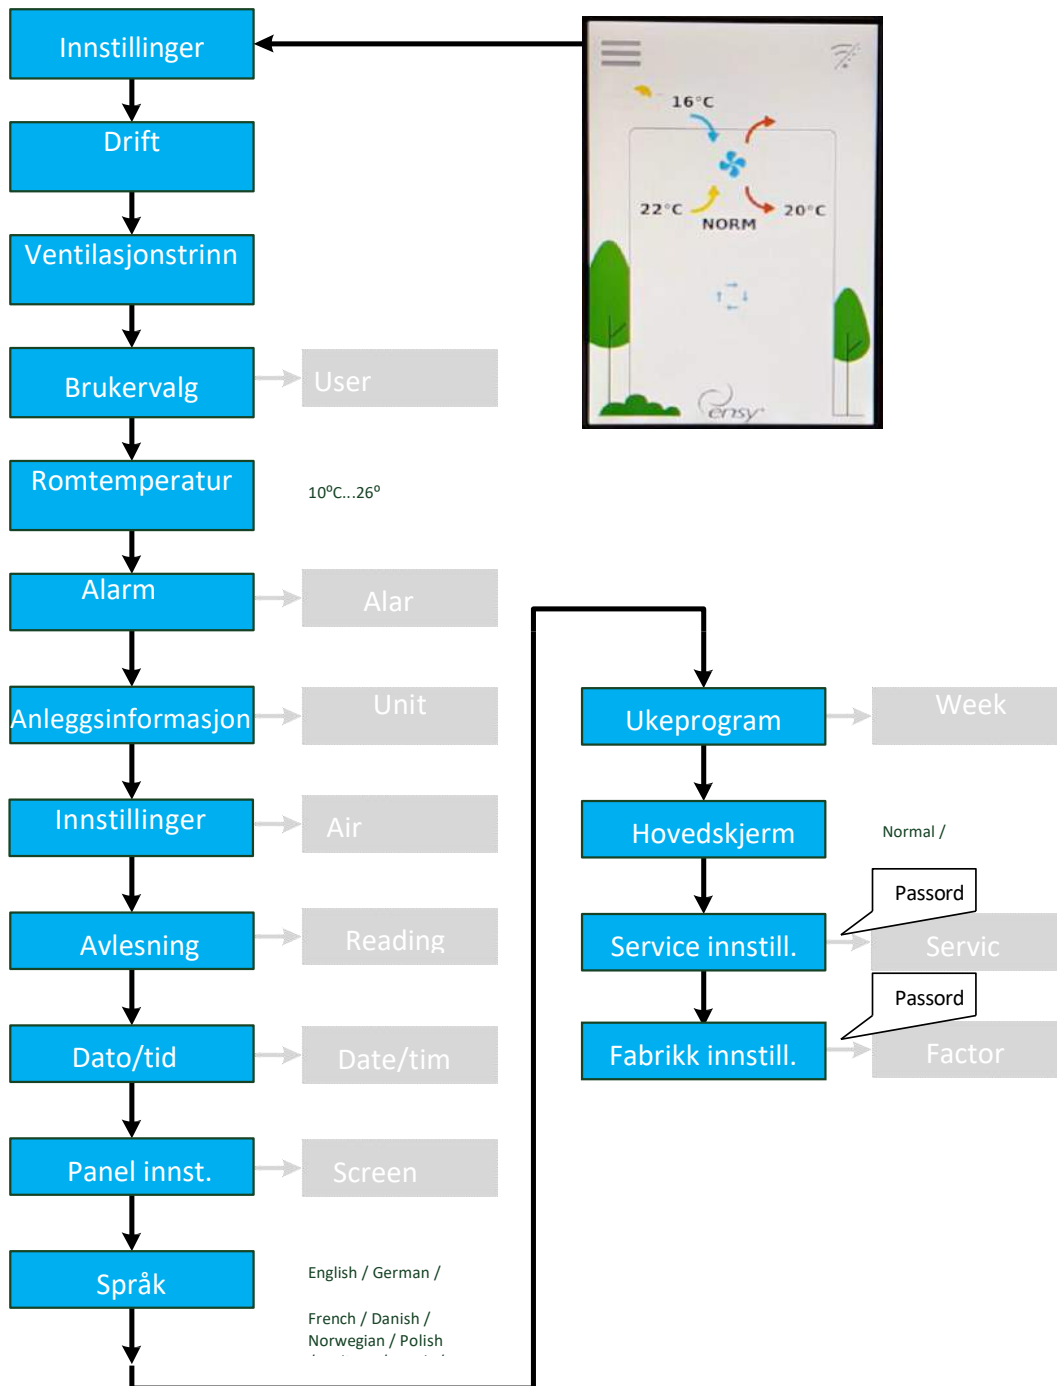 Innstillinger
16°C
22°C
20°C
NORM
ensy
Drift
Ventilasjonstrinn
Brukervalg
User
Romtemperatur
10°C...26°
Alarm
Alar
Anleggsinformasjon
Unit
Innstillinger
Air
Avlesning
Reading
Dato/tid
Date/tim
Panel innst.
Screen
Språk
English / German /
French / Danish /
Norwegian / Polish
Ukeprogram
Week
Hovedskjerm
Normal /
Passord
Service innstill.
Servic
Passord
Fabrikk innstill.
Factor